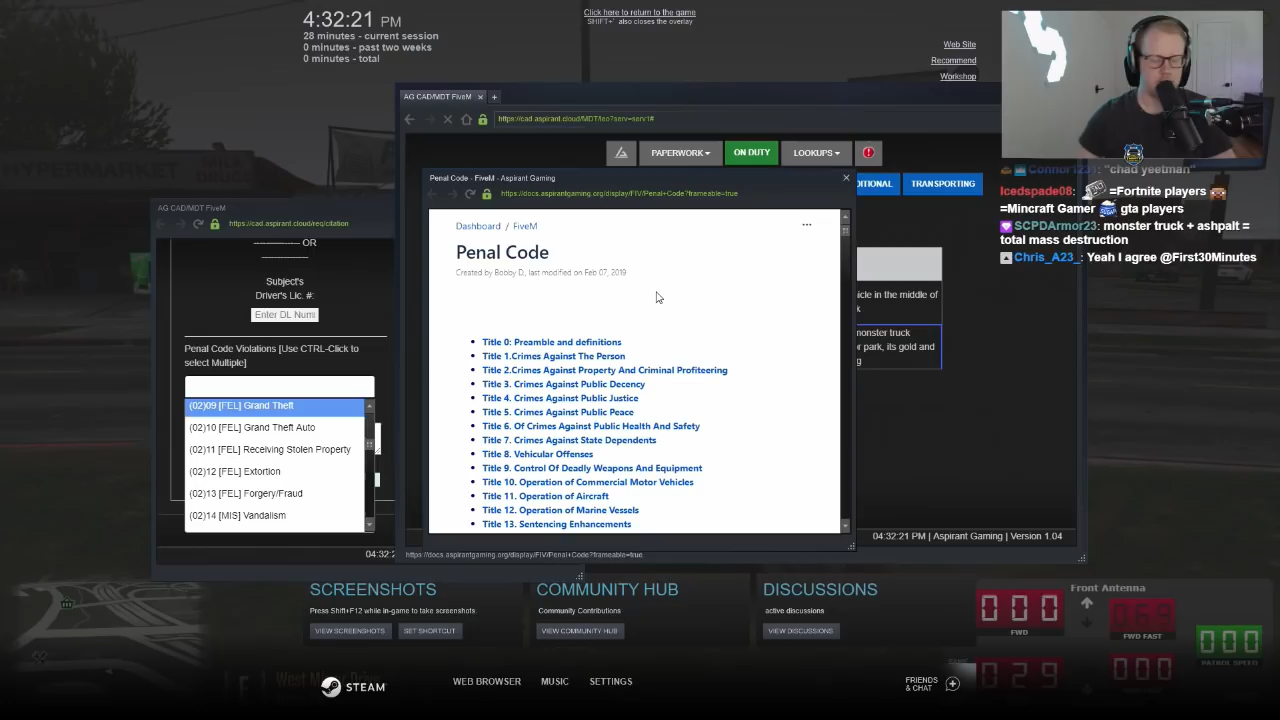 4:32:21 PM
28 minutes - current session
0 minutes - past two weeks
0 minutes - total
Click here to return to the game
SHIFT+` also closes the overlay
Web Site
Recommend
Workshop
AG CAD/MDT FiveM
https://cad.aspirant.cloud/MDT/leo?serv=serv1#
PAPERWORK
ON DUTY
LOOKUPS
TRANSPORTING
Penal Code - FiveM - Aspirant Gaming
https://docs.aspirantgaming.org/display/FIV/Penal+Code?frameable=true
Dashboard / FiveM
Penal Code
Created by Bobby D., last modified on Feb 07, 2019
Title 0: Preamble and definitions
Title 1.Crimes Against The Person
Title 2.Crimes Against Property And Criminal Profiteering
Title 3. Crimes Against Public Decency
Title 4. Crimes Against Public Justice
Title 5. Crimes Against Public Peace
Title 6. Of Crimes Against Public Health And Safety
Title 7. Crimes Against State Dependents
Title 8. Vehicular Offenses
Title 9. Control Of Deadly Weapons And Equipment
Title 10. Operation of Commercial Motor Vehicles
Title 11. Operation of Aircraft
Title 12. Operation of Marine Vessels
Title 13. Sentencing Enhancements
https://docs.aspirantgaming.org/display/FIV/Penal+Code?frameable=true
in the middle of
monster truck
park, its gold and
4:32:21 PM | Aspirant Gaming | Version 1.04
AG CAD/MDT FiveM
https://cad.aspirant.cloud/req/citation
OR
Subject's
Driver's Lic. #:
Enter DL Numl
Penal Code Violations [Use CTRL-Click to
select Multiple]
(02)09 [FEL] Grand Theft
(02)10 [FEL] Grand Theft Auto
(02)11 [FEL] Receiving Stolen Property
(02)12 [FEL] Extortion
(02)13 [FEL] Forgery/Fraud
(02)14 [MIS] Vandalism
04:32:2
Connor1231: "chad yeetman"
Icedspade08: =Fortnite players
=Mincraft Gamer gta players
SCPDArmor23: monster truck + ashpalt =
total mass destruction
Chris_A23_: Yeah I agree @First30Minutes
SCREENSHOTS
Press Shift+F12 while in-game to take screenshots.
VIEW SCREENSHOTS
SET SHORTCUT
COMMUNITY HUB
Community Contributions
VIEW COMMUNITY HUB
DISCUSSIONS
active discussions
VIEW DISCUSSIONS
Front Antenna
000
FWD
FWD FAST
000
PATROL SPEED
029
000
STEAM
WEB BROWSER
MUSIC
SETTINGS
FRIENDS
& CHAT
HYPERMARKET